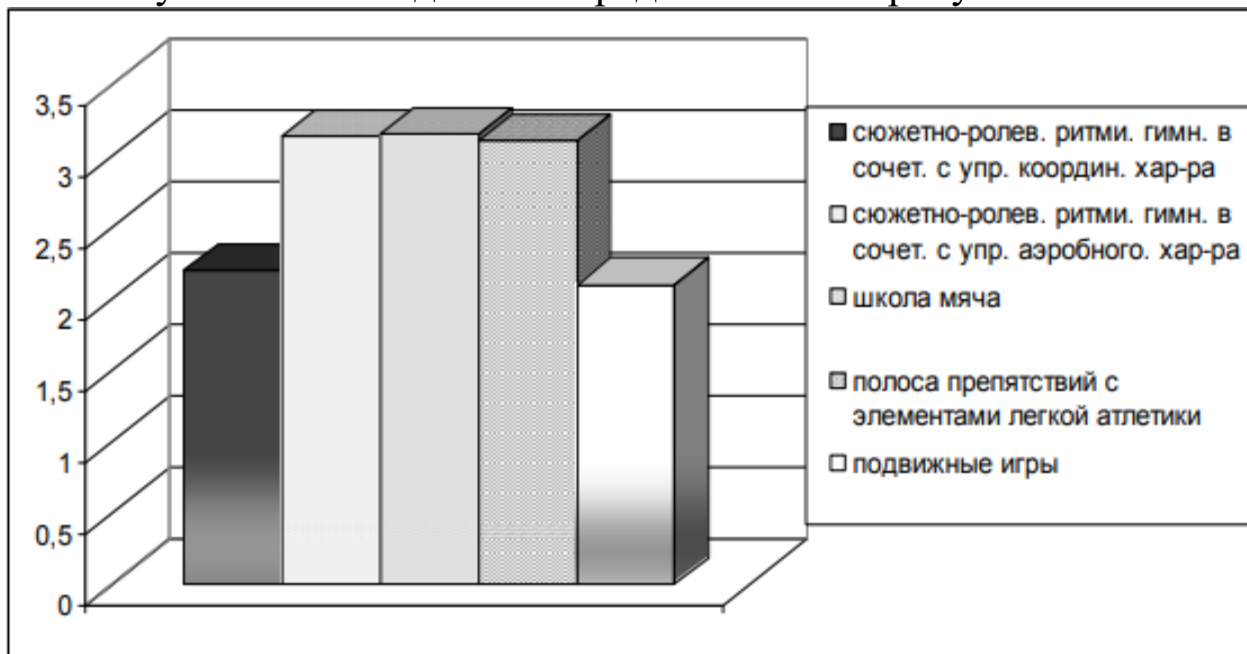 3,5
3
2,5
2
1,5
1
0,5
0
сюжетно-ролев. ритми. гимн. в
сочет. с упр. координ. хар-ра
сюжетно-ролев. ритми. гимн. в
сочет. с упр. аэробного. хар-ра
школа мяча
полоса препятствий с
элементами легкой атлетики
подвижные игры